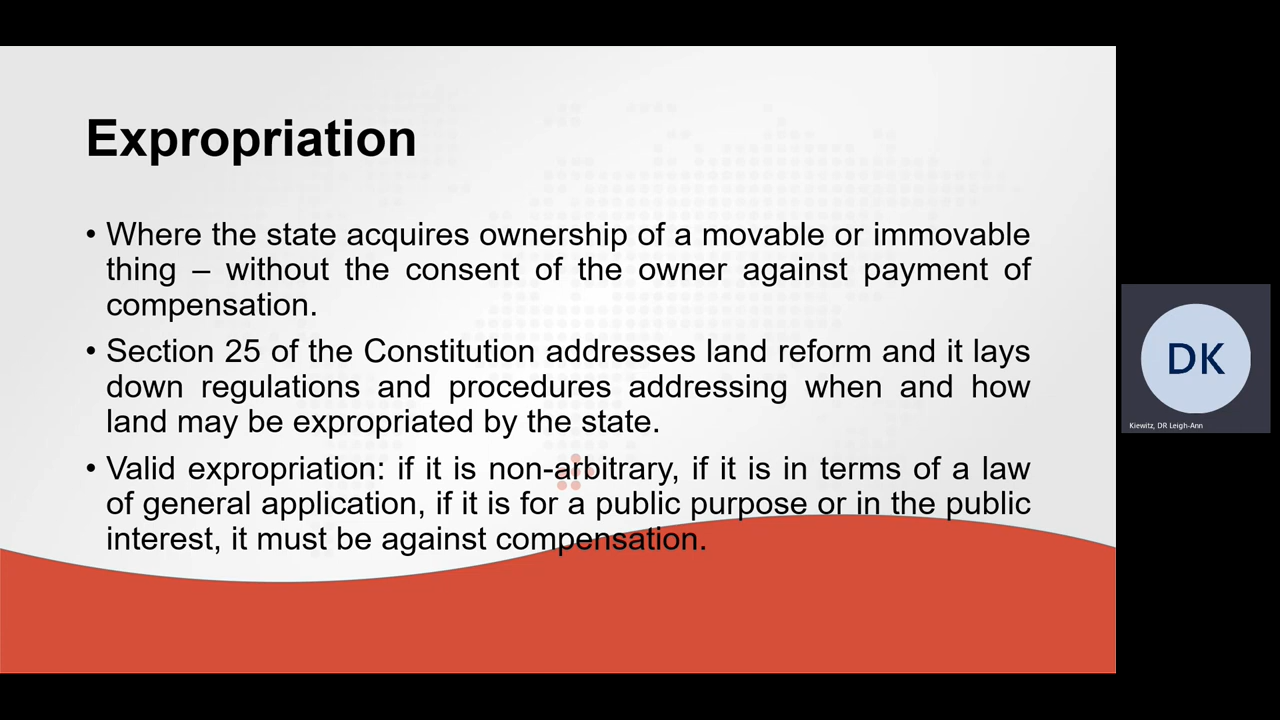 Expropriation
• Where the state acquires ownership of a movable or immovable
thing – without the consent of the owner against payment of
compensation.
• Section 25 of the Constitution addresses land reform and it lays
down regulations and procedures addressing when and how
land may be expropriated by the state.
• Valid expropriation: if it is non-arbitrary, if it is in terms of a law
of general application, if it is for a public purpose or in the public
interest, it must be against compensation.
DK
Kiewitz, DR Leigh-Ann